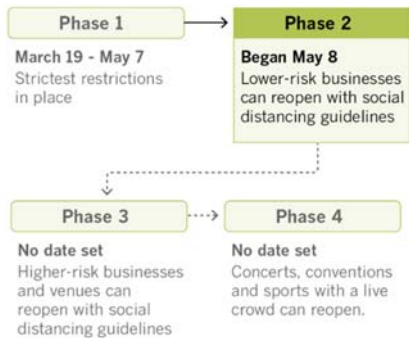 Phase 1
March 19 - May 7
Strictest restrictions
in place
Phase 2
Began May 8
Lower-risk businesses
can reopen with social
distancing guidelines
Phase 3
No date set
Higher-risk businesses
and venues can
reopen with social
distancing guidelines
Phase 4
No date set
Concerts, conventions
and sports with a live
crowd can reopen.